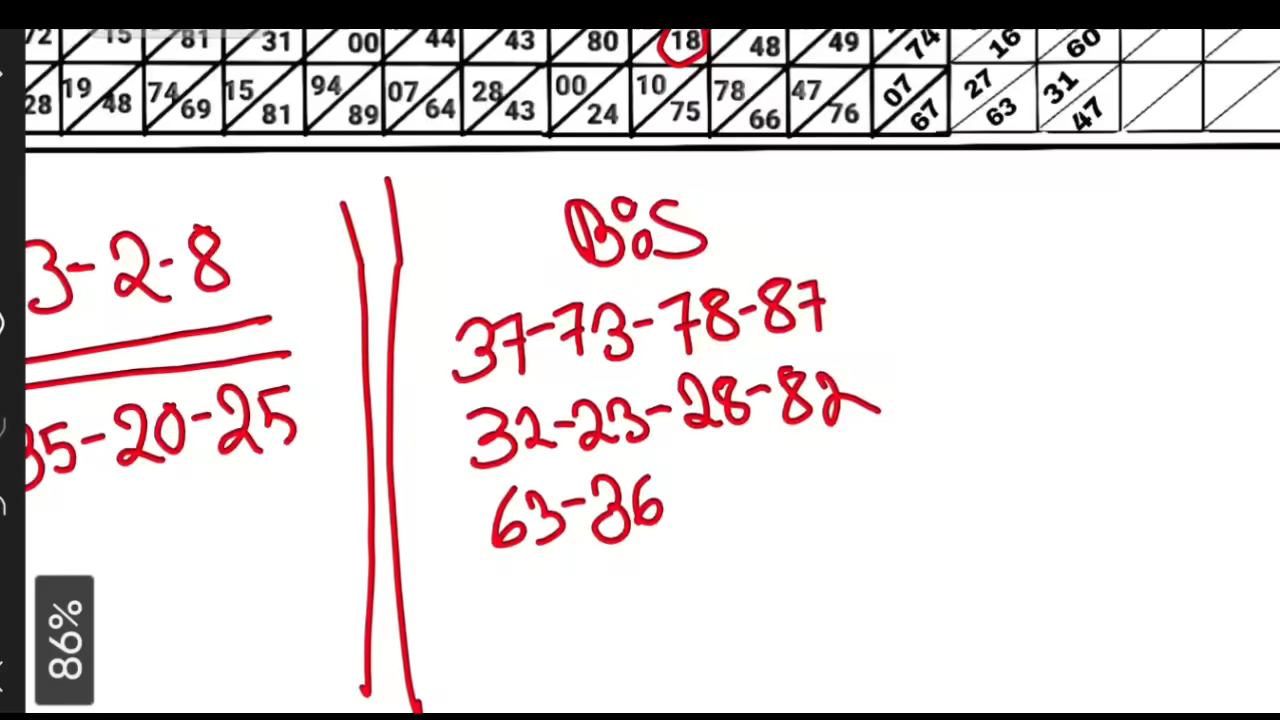 72 15 81 31 00 44 43 80 18 48 49 74 16 60
19 74 15 94 07 28 00 10 78 47 07 27 31
28 48 69 81 89 64 43 24 75 66 76 67 63 47
3-2-8
35-20-25
B%S
37-73-78-87
32-23-28-82
63-36
86%